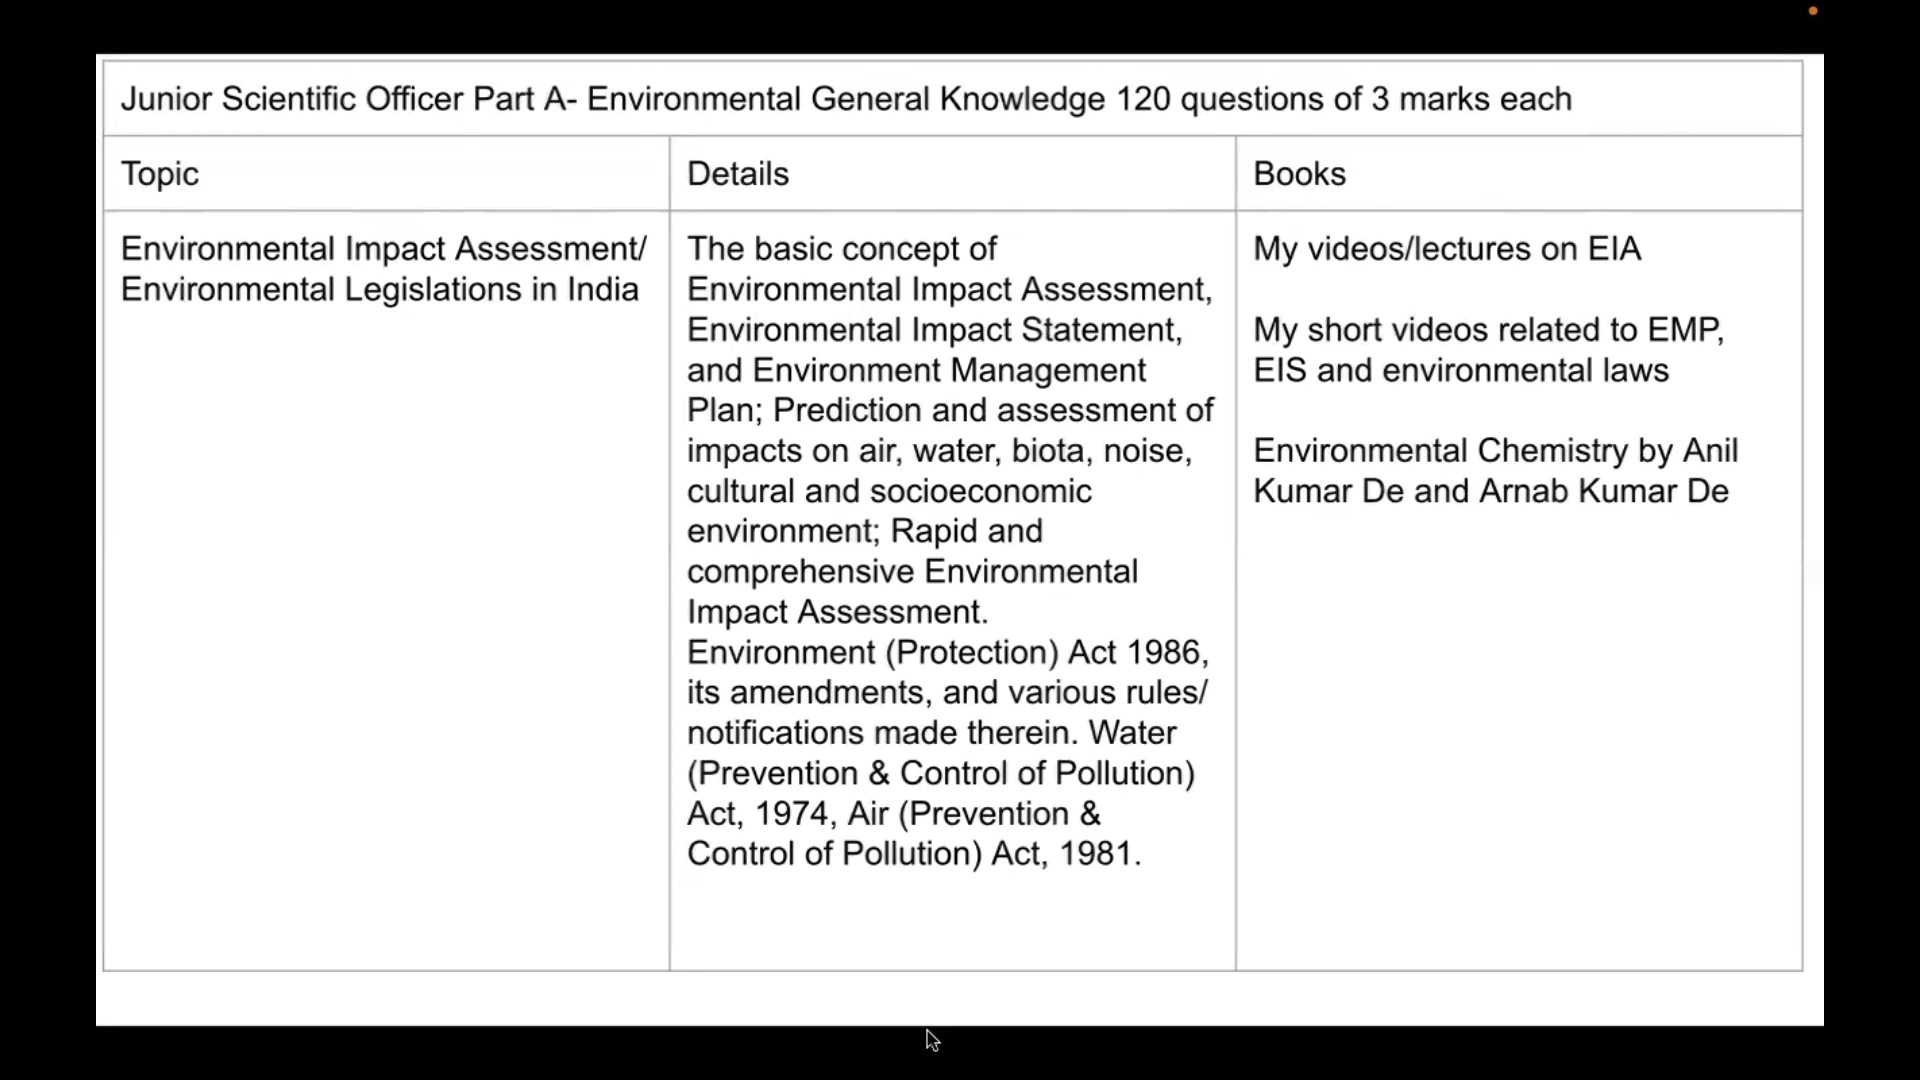 Junior Scientific Officer Part A- Environmental General Knowledge 120 questions of 3 marks each
Topic
Details
Books
Environmental Impact Assessment/
Environmental Legislations in India
The basic concept of
Environmental Impact Assessment,
Environmental Impact Statement,
and Environment Management
Plan; Prediction and assessment of
impacts on air, water, biota, noise,
cultural and socioeconomic
environment; Rapid and
comprehensive Environmental
Impact Assessment.
Environment (Protection) Act 1986,
its amendments, and various rules/
notifications made therein. Water
(Prevention & Control of Pollution)
Act, 1974, Air (Prevention &
Control of Pollution) Act, 1981.
My videos/lectures on EIA
My short videos related to EMP,
EIS and environmental laws
Environmental Chemistry by Anil
Kumar De and Arnab Kumar De